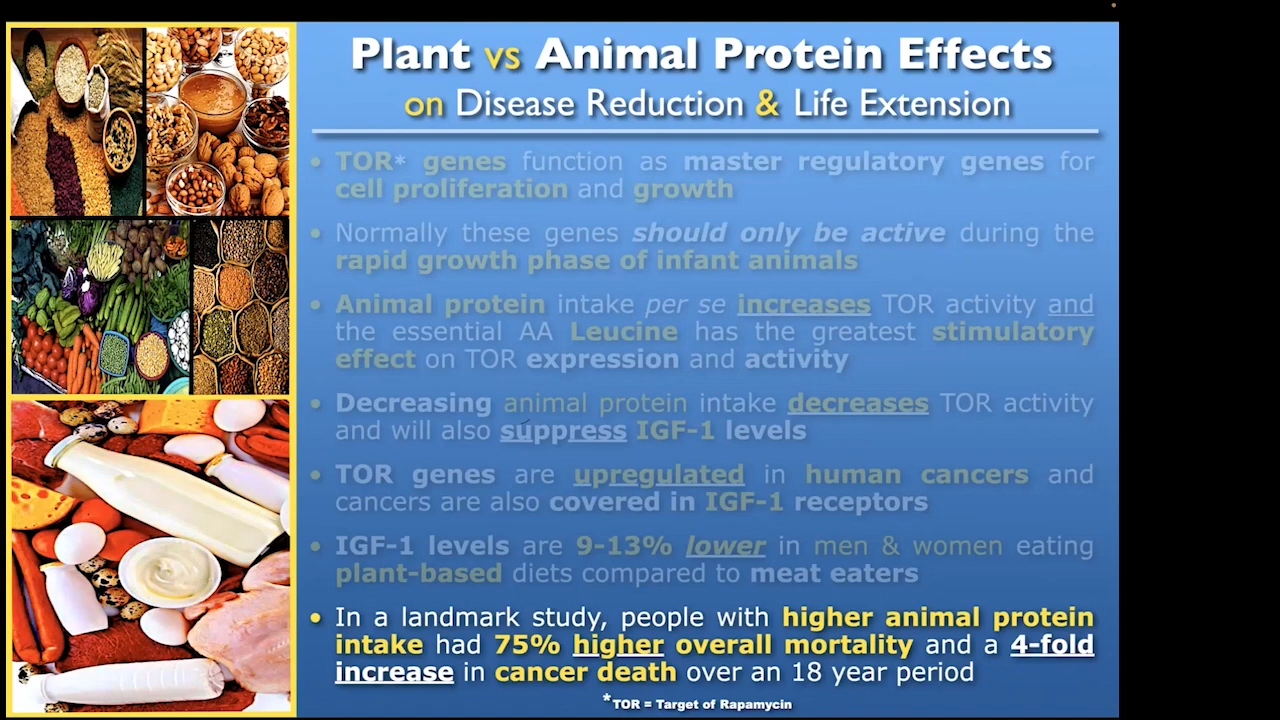 Plant vs Animal Protein Effects
on Disease Reduction & Life Extension
• TOR* genes function as master regulatory genes for
cell proliferation and growth
• Normally these genes should only be active during the
rapid growth phase of infant animals
• Animal protein intake per se increases TOR activity and
the essential AA Leucine has the greatest stimulatory
effect on TOR expression and activity
• Decreasing animal protein intake decreases TOR activity
and will also suppress IGF-1 levels
• TOR genes are upregulated in human cancers and
cancers are also covered in IGF-1 receptors
• IGF-1 levels are 9-13% lower in men & women eating
plant-based diets compared to meat eaters
• In a landmark study, people with higher animal protein
intake had 75% higher overall mortality and a 4-fold
increase in cancer death over an 18 year period
*TOR = Target of Rapamycin